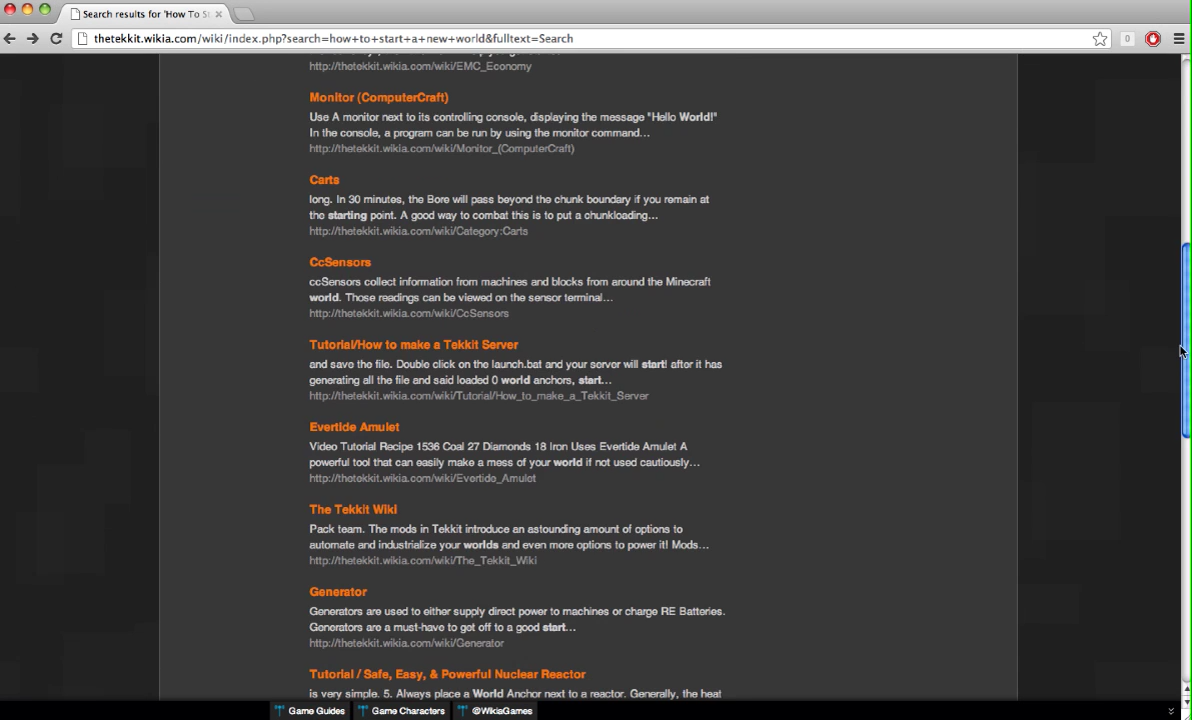 Search results for 'How To St
thetekkit.wikia.com/wiki/index.php?search=how+to+start+a+new+world&fulltext=Search
0
http://thetekkit.wikia.com/wiki/EMC_Economy
Monitor (ComputerCraft)
Use A monitor next to its controlling console, displaying the message "Hello World!"
In the console, a program can be run by using the monitor command...
http://thetekkit.wikia.com/wiki/Monitor_(ComputerCraft)
Carts
long. In 30 minutes, the Bore will pass beyond the chunk boundary if you remain at
the starting point. A good way to combat this is to put a chunkloading...
http://thetekkit.wikia.com/wiki/Category:Carts
CcSensors
ccSensors collect information from machines and blocks from around the Minecraft
world. Those readings can be viewed on the sensor terminal...
http://thetekkit.wikia.com/wiki/CcSensors
Tutorial/How to make a Tekkit Server
and save the file. Double click on the launch.bat and your server will start! after it has
generating all the file and said loaded 0 world anchors, start...
http://thetekkit.wikia.com/wiki/Tutorial/How_to_make_a_Tekkit_Server
Evertide Amulet
Video Tutorial Recipe 1536 Coal 27 Diamonds 18 Iron Uses Evertide Amulet A
powerful tool that can easily make a mess of your world if not used cautiously...
http://thetekkit.wikia.com/wiki/Evertide_Amulet
The Tekkit Wiki
Pack team. The mods in Tekkit introduce an astounding amount of options to
automate and industrialize your worlds and even more options to power it! Mods...
http://thetekkit.wikia.com/wiki/The_Tekkit_Wiki
Generator
Generators are used to either supply direct power to machines or charge RE Batteries.
Generators are a must-have to get off to a good start...
http://thetekkit.wikia.com/wiki/Generator
Tutorial / Safe, Easy, & Powerful Nuclear Reactor
is very simple. 5. Always place a World Anchor next to a reactor. Generally, the heat
Game Guides Game Characters @WikiaGames